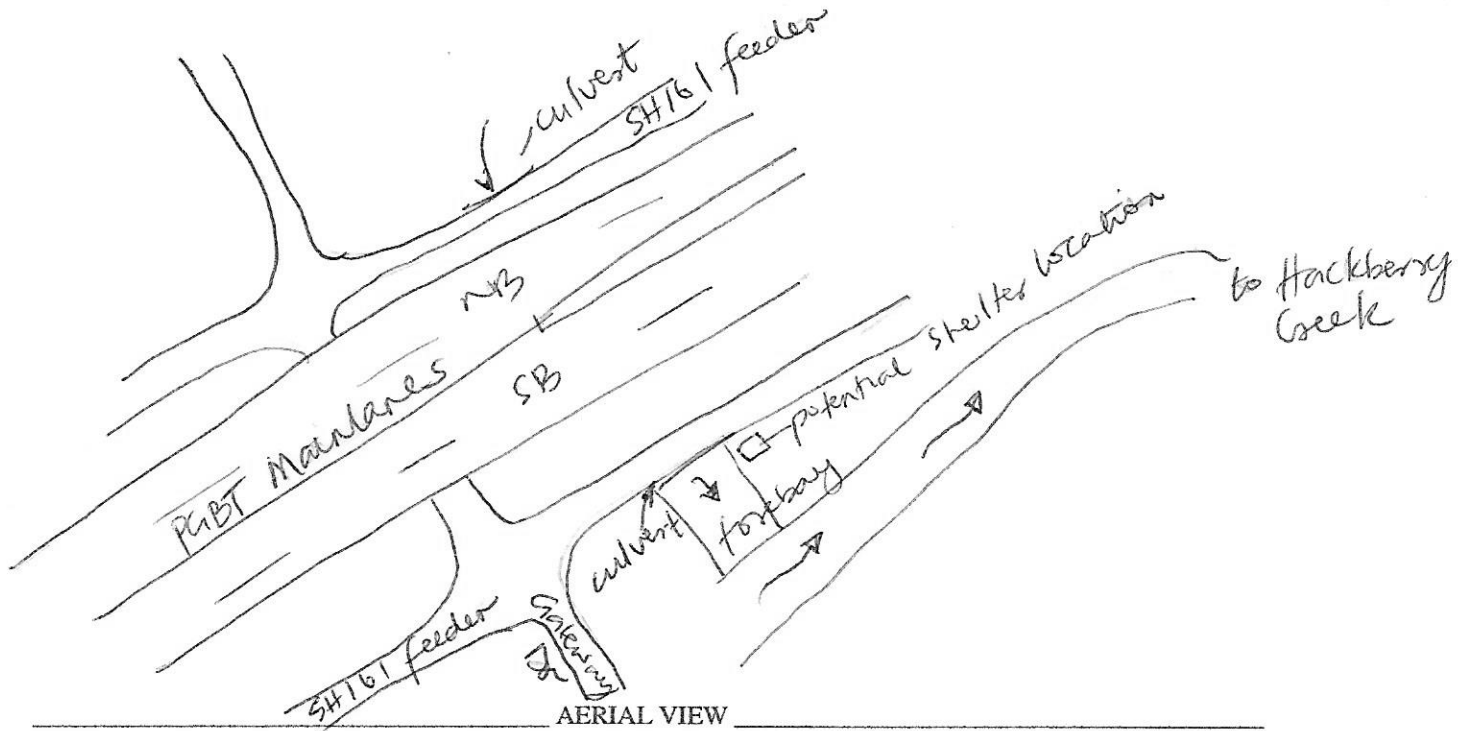 culvert
SH161 feeder
NB
PGBT Mainlanes
SB
potential shelter location
to Hackberry
Creek
culvert
forebay
SH161 feeder
Gateway
Dr
AERIAL VIEW